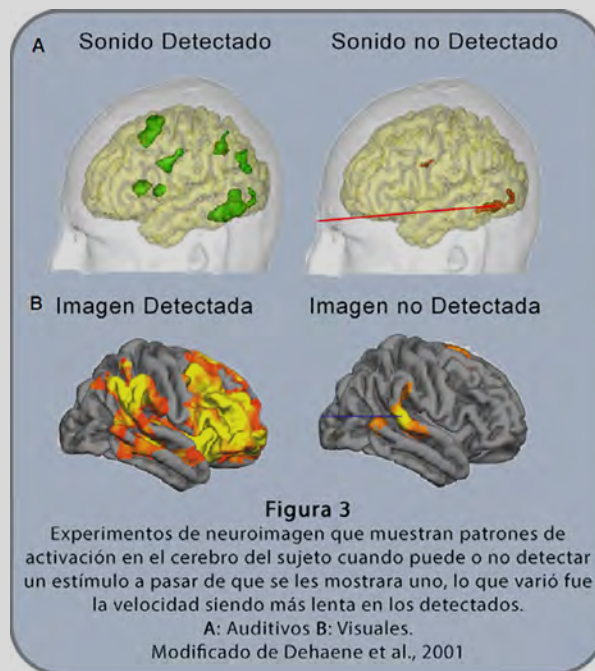 A Sonido Detectado Sonido no Detectado
B Imagen Detectada Imagen no Detectada
Figura 3
Experimentos de neuroimagen que muestran patrones de
activación en el cerebro del sujeto cuando puede o no detectar
un estímulo a pasar de que se les mostrara uno, lo que varió fue
la velocidad siendo más lenta en los detectados.
A: Auditivos B: Visuales.
Modificado de Dehaene et al., 2001